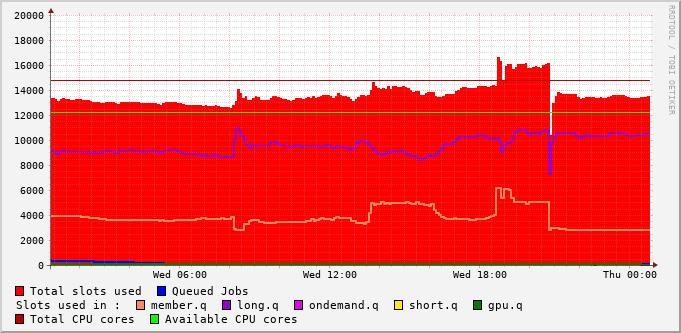 20000
18000
16000
14000
12000
10000
8000
6000
4000
2000
0
Wed 06:00 Wed 12:00 Wed 18:00 Thu 00:00
RRDTOOL / TOBI OETIKER
Total slots used Queued Jobs
Slots used in : member.q long.q ondemand.q short.q gpu.q
Total CPU cores Available CPU cores